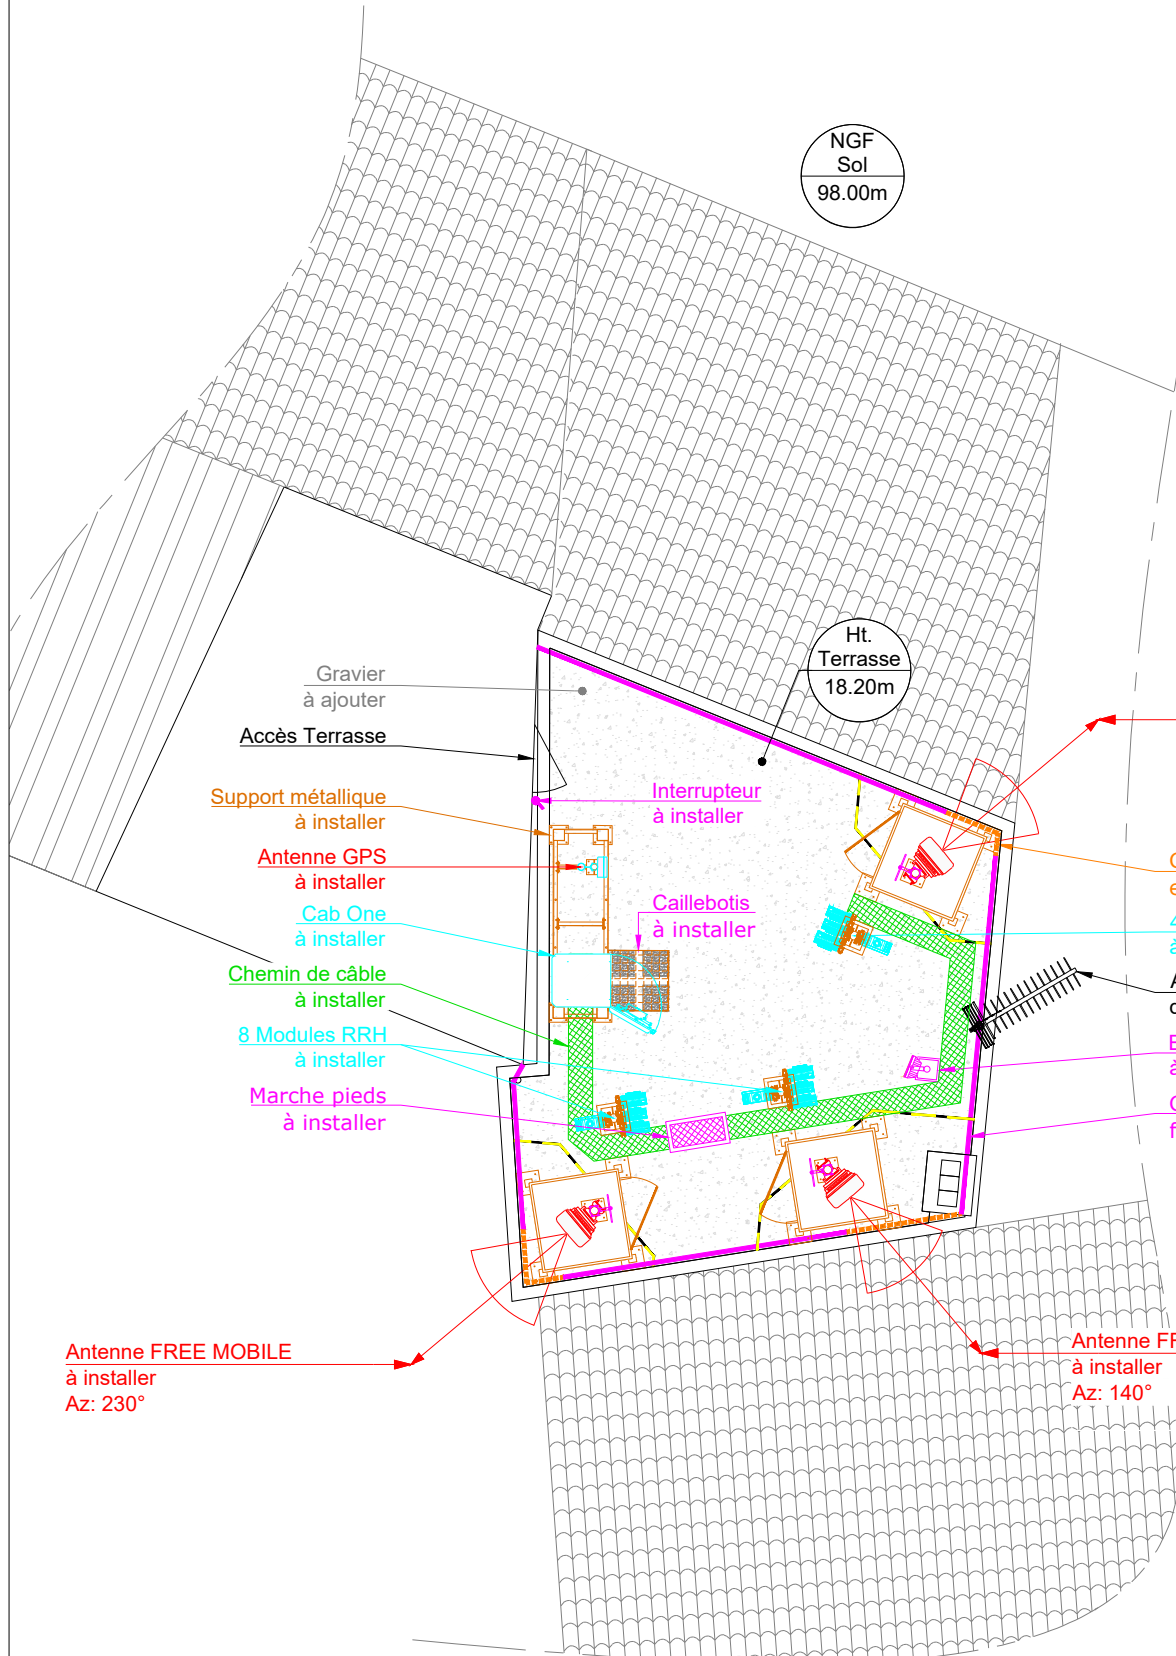 NGF
Sol
98.00m
Ht.
Terrasse
18.20m
Gravier
à ajouter
Accès Terrasse
Support métallique
à installer
Antenne GPS
à installer
Cab One
à installer
Chemin de câble
à installer
8 Modules RRH
à installer
Marche pieds
à installer
Interrupteur
à installer
Caillebotis
à installer
Antenne FREE MOBILE
à installer
Az: 230°
Antenne FR
à installer
Az: 140°